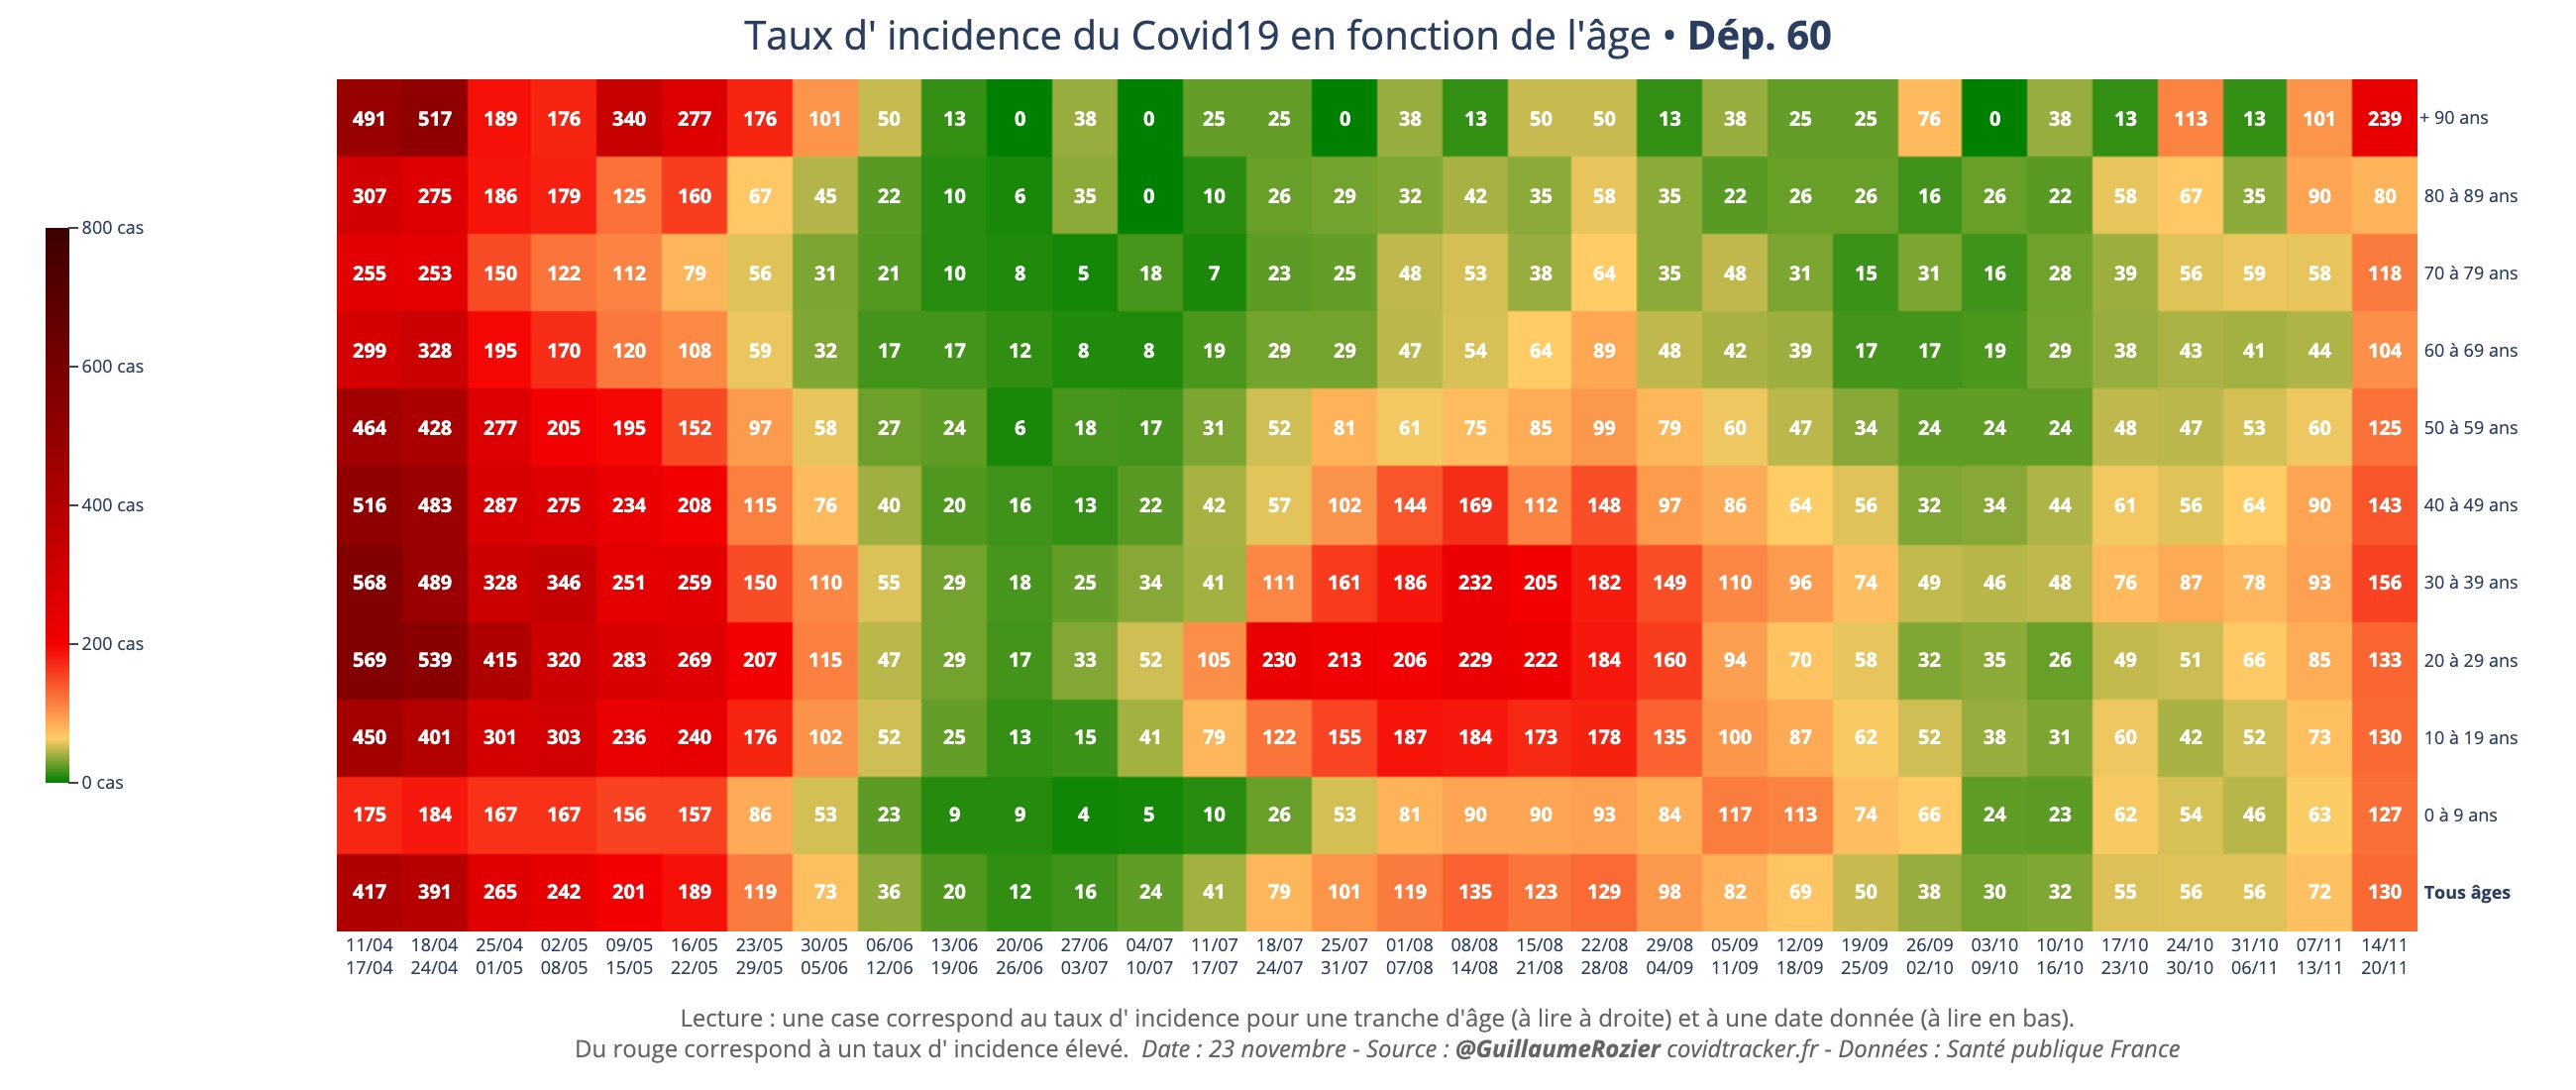 Taux d' incidence du Covid19 en fonction de l'âge • Dép. 60
800 cas
600 cas
400 cas
200 cas
0 cas
491 517 189 176 340 277 176 101 50 13 0 38 0 25 25 0 38 13 50 50 13 38 25 25 76 0 38 13 113 13 101 239 + 90 ans
307 275 186 179 125 160 67 45 22 10 6 35 0 10 26 29 32 42 35 58 35 22 26 26 16 26 22 58 67 35 90 80 80 à 89 ans
255 253 150 122 112 79 56 31 21 10 8 5 18 7 23 25 48 53 38 64 35 48 31 15 31 16 28 39 56 59 58 118 70 à 79 ans
299 328 195 170 120 108 59 32 17 17 12 8 8 19 29 29 47 54 64 89 48 42 39 17 17 19 29 38 43 41 44 104 60 à 69 ans
464 428 277 205 195 152 97 58 27 24 6 18 17 31 52 81 61 75 85 99 79 60 47 34 24 24 24 48 47 53 60 125 50 à 59 ans
516 483 287 275 234 208 115 76 40 20 16 13 22 42 57 102 144 169 112 148 97 86 64 56 32 34 44 61 56 64 90 143 40 à 49 ans
568 489 328 346 251 259 150 110 55 29 18 25 34 41 111 161 186 232 205 182 149 110 96 74 49 46 48 76 87 78 93 156 30 à 39 ans
569 539 415 320 283 269 207 115 47 29 17 33 52 105 230 213 206 229 222 184 160 94 70 58 32 35 26 49 51 66 85 133 20 à 29 ans
450 401 301 303 236 240 176 102 52 25 13 15 41 79 122 155 187 184 173 178 135 100 87 62 52 38 31 60 42 52 73 130 10 à 19 ans
175 184 167 167 156 157 86 53 23 9 9 4 5 10 26 53 81 90 90 93 84 117 113 74 66 24 23 62 54 46 63 127 0 à 9 ans
417 391 265 242 201 189 119 73 36 20 12 16 24 41 79 101 119 135 123 129 98 82 69 50 38 30 32 55 56 56 72 130 Tous âges
11/04 18/04 25/04 02/05 09/05 16/05 23/05 30/05 06/06 13/06 20/06 27/06 04/07 11/07 18/07 25/07 01/08 08/08 15/08 22/08 29/08 05/09 12/09 19/09 26/09 03/10 10/10 17/10 24/10 31/10 07/11 14/11
17/04 24/04 01/05 08/05 15/05 22/05 29/05 05/06 12/06 19/06 26/06 03/07 10/07 17/07 24/07 31/07 07/08 14/08 21/08 28/08 04/09 11/09 18/09 25/09 02/10 09/10 16/10 23/10 30/10 06/11 13/11 20/11
Lecture : une case correspond au taux d' incidence pour une tranche d'âge (à lire à droite) et à une date donnée (à lire en bas).
Du rouge correspond à un taux d' incidence élevé. Date : 23 novembre - Source : @GuillaumeRozier covidtracker.fr - Données : Santé publique France